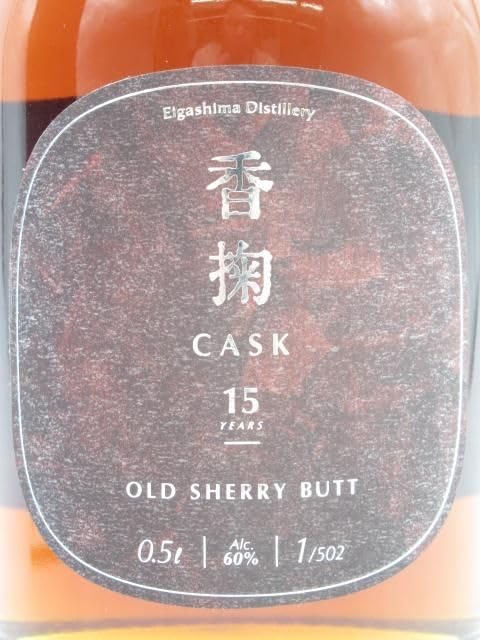 Eigashima Distillery
香
掬
CASK
15
YEARS
OLD SHERRY BUTT
0.5ℓ | Alc. 60% | 1/502